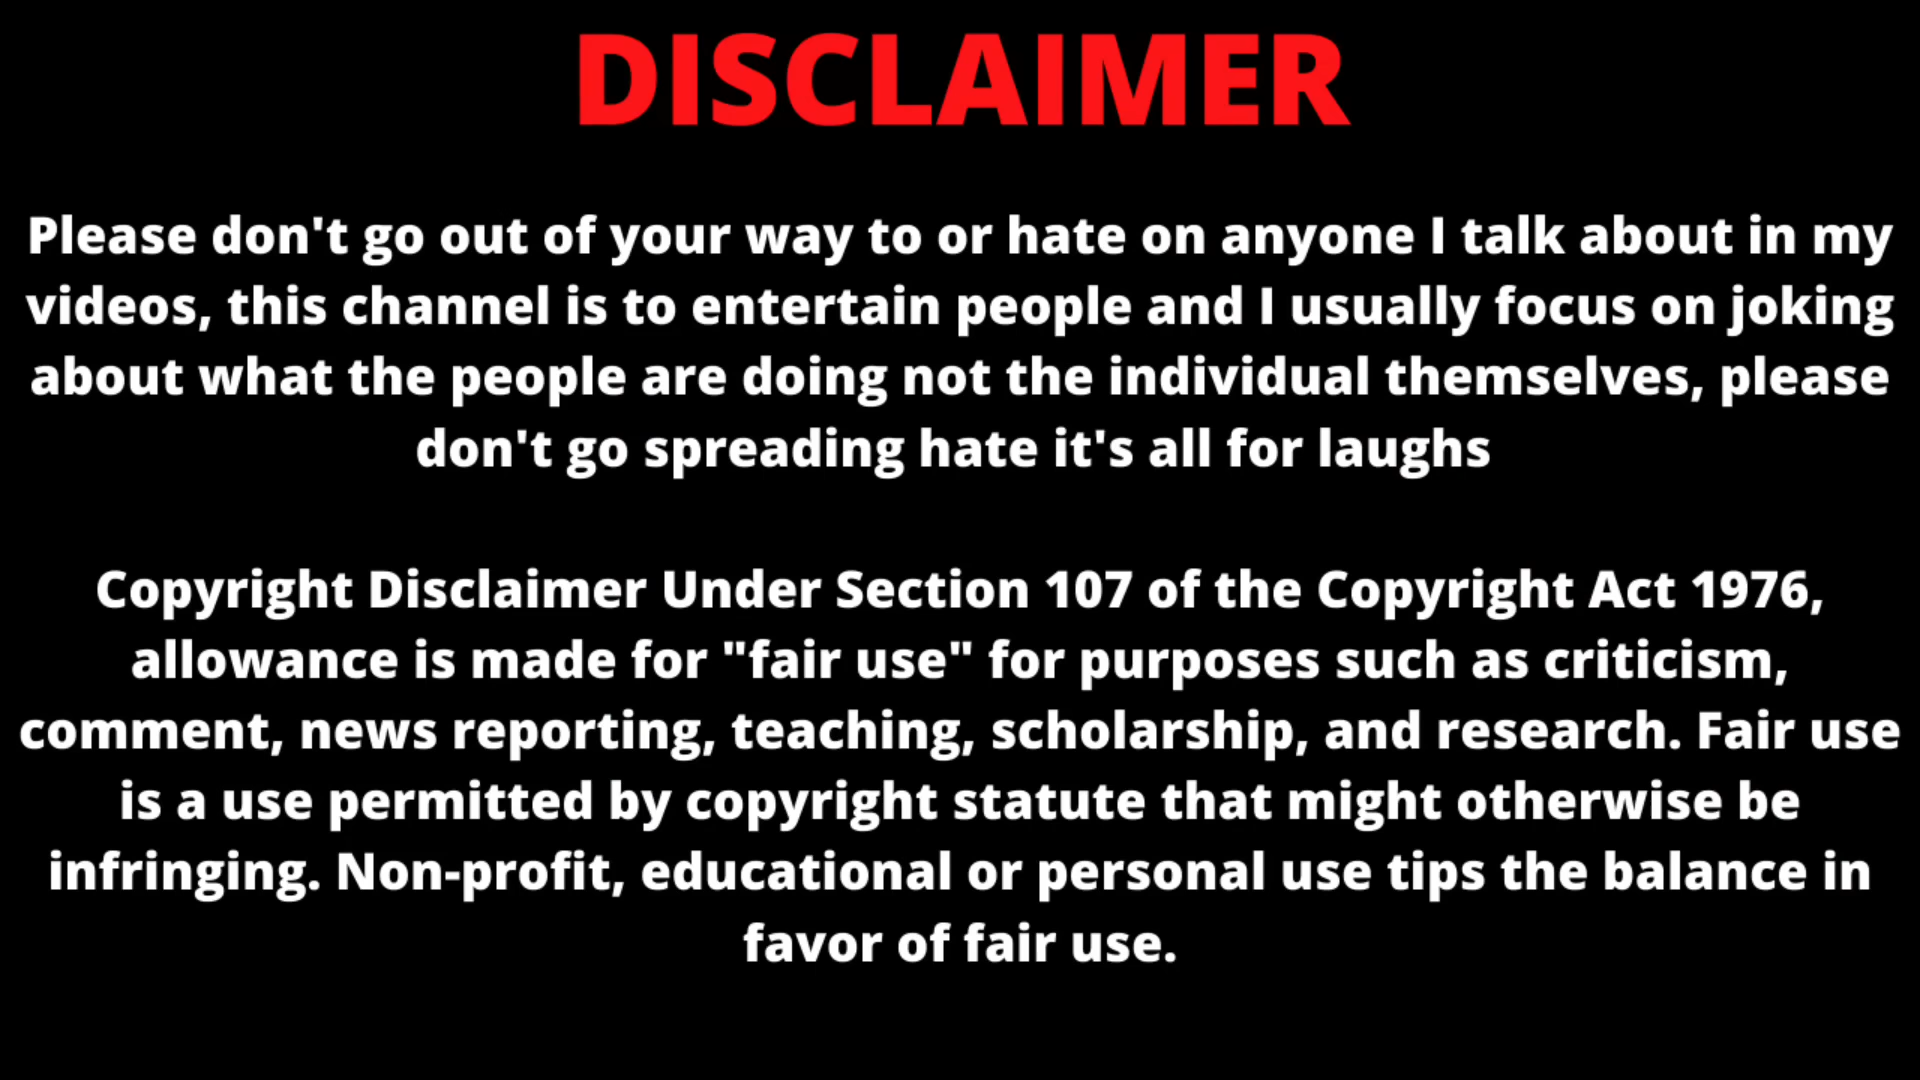 DISCLAIMER
Please don't go out of your way to or hate on anyone I talk about in my
videos, this channel is to entertain people and I usually focus on joking
about what the people are doing not the individual themselves, please
don't go spreading hate it's all for laughs
Copyright Disclaimer Under Section 107 of the Copyright Act 1976,
allowance is made for "fair use" for purposes such as criticism,
comment, news reporting, teaching, scholarship, and research. Fair use
is a use permitted by copyright statute that might otherwise be
infringing. Non-profit, educational or personal use tips the balance in
favor of fair use.